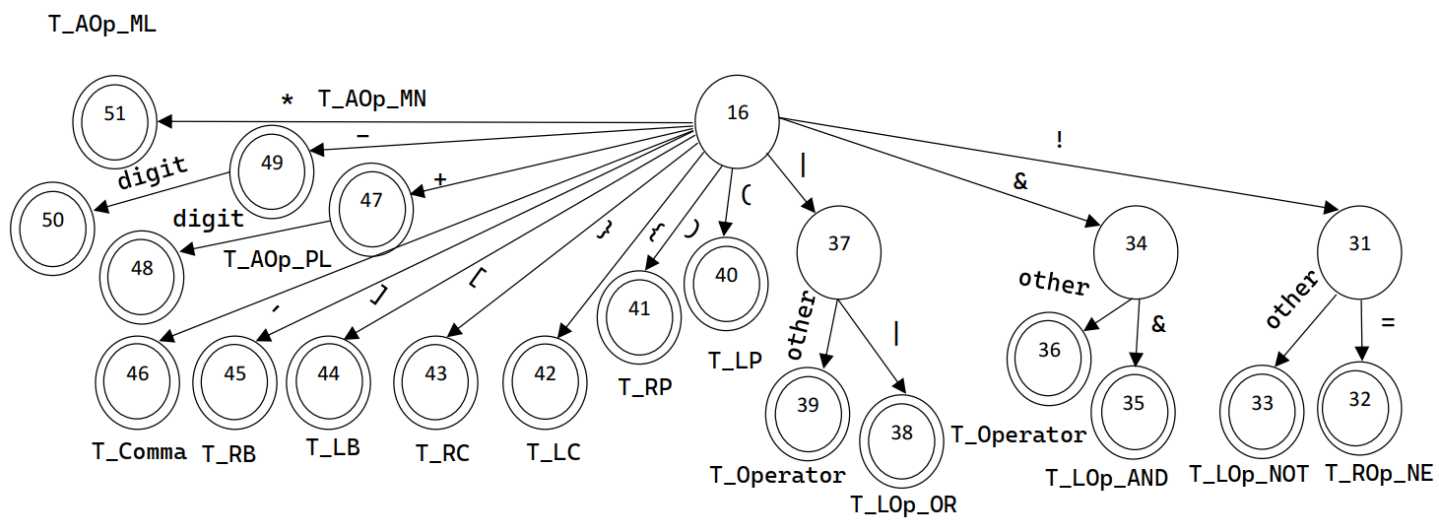 T_AOp_ML
* T_AOp_MN
51
16
!
–
|
&
49
+
(
digit
47
)
{
}
50
digit
37
34
31
48
T_AOp_PL
[
40
other
other
]
41
,
other
|
&
=
36
T_LP
46
45
44
43
42
T_RP
39
35
33
32
38
T_Operator
T_Comma
T_RB
T_LB
T_RC
T_LC
T_Operator
T_LOp_AND
T_LOp_NOT
T_ROp_NE
T_LOp_OR